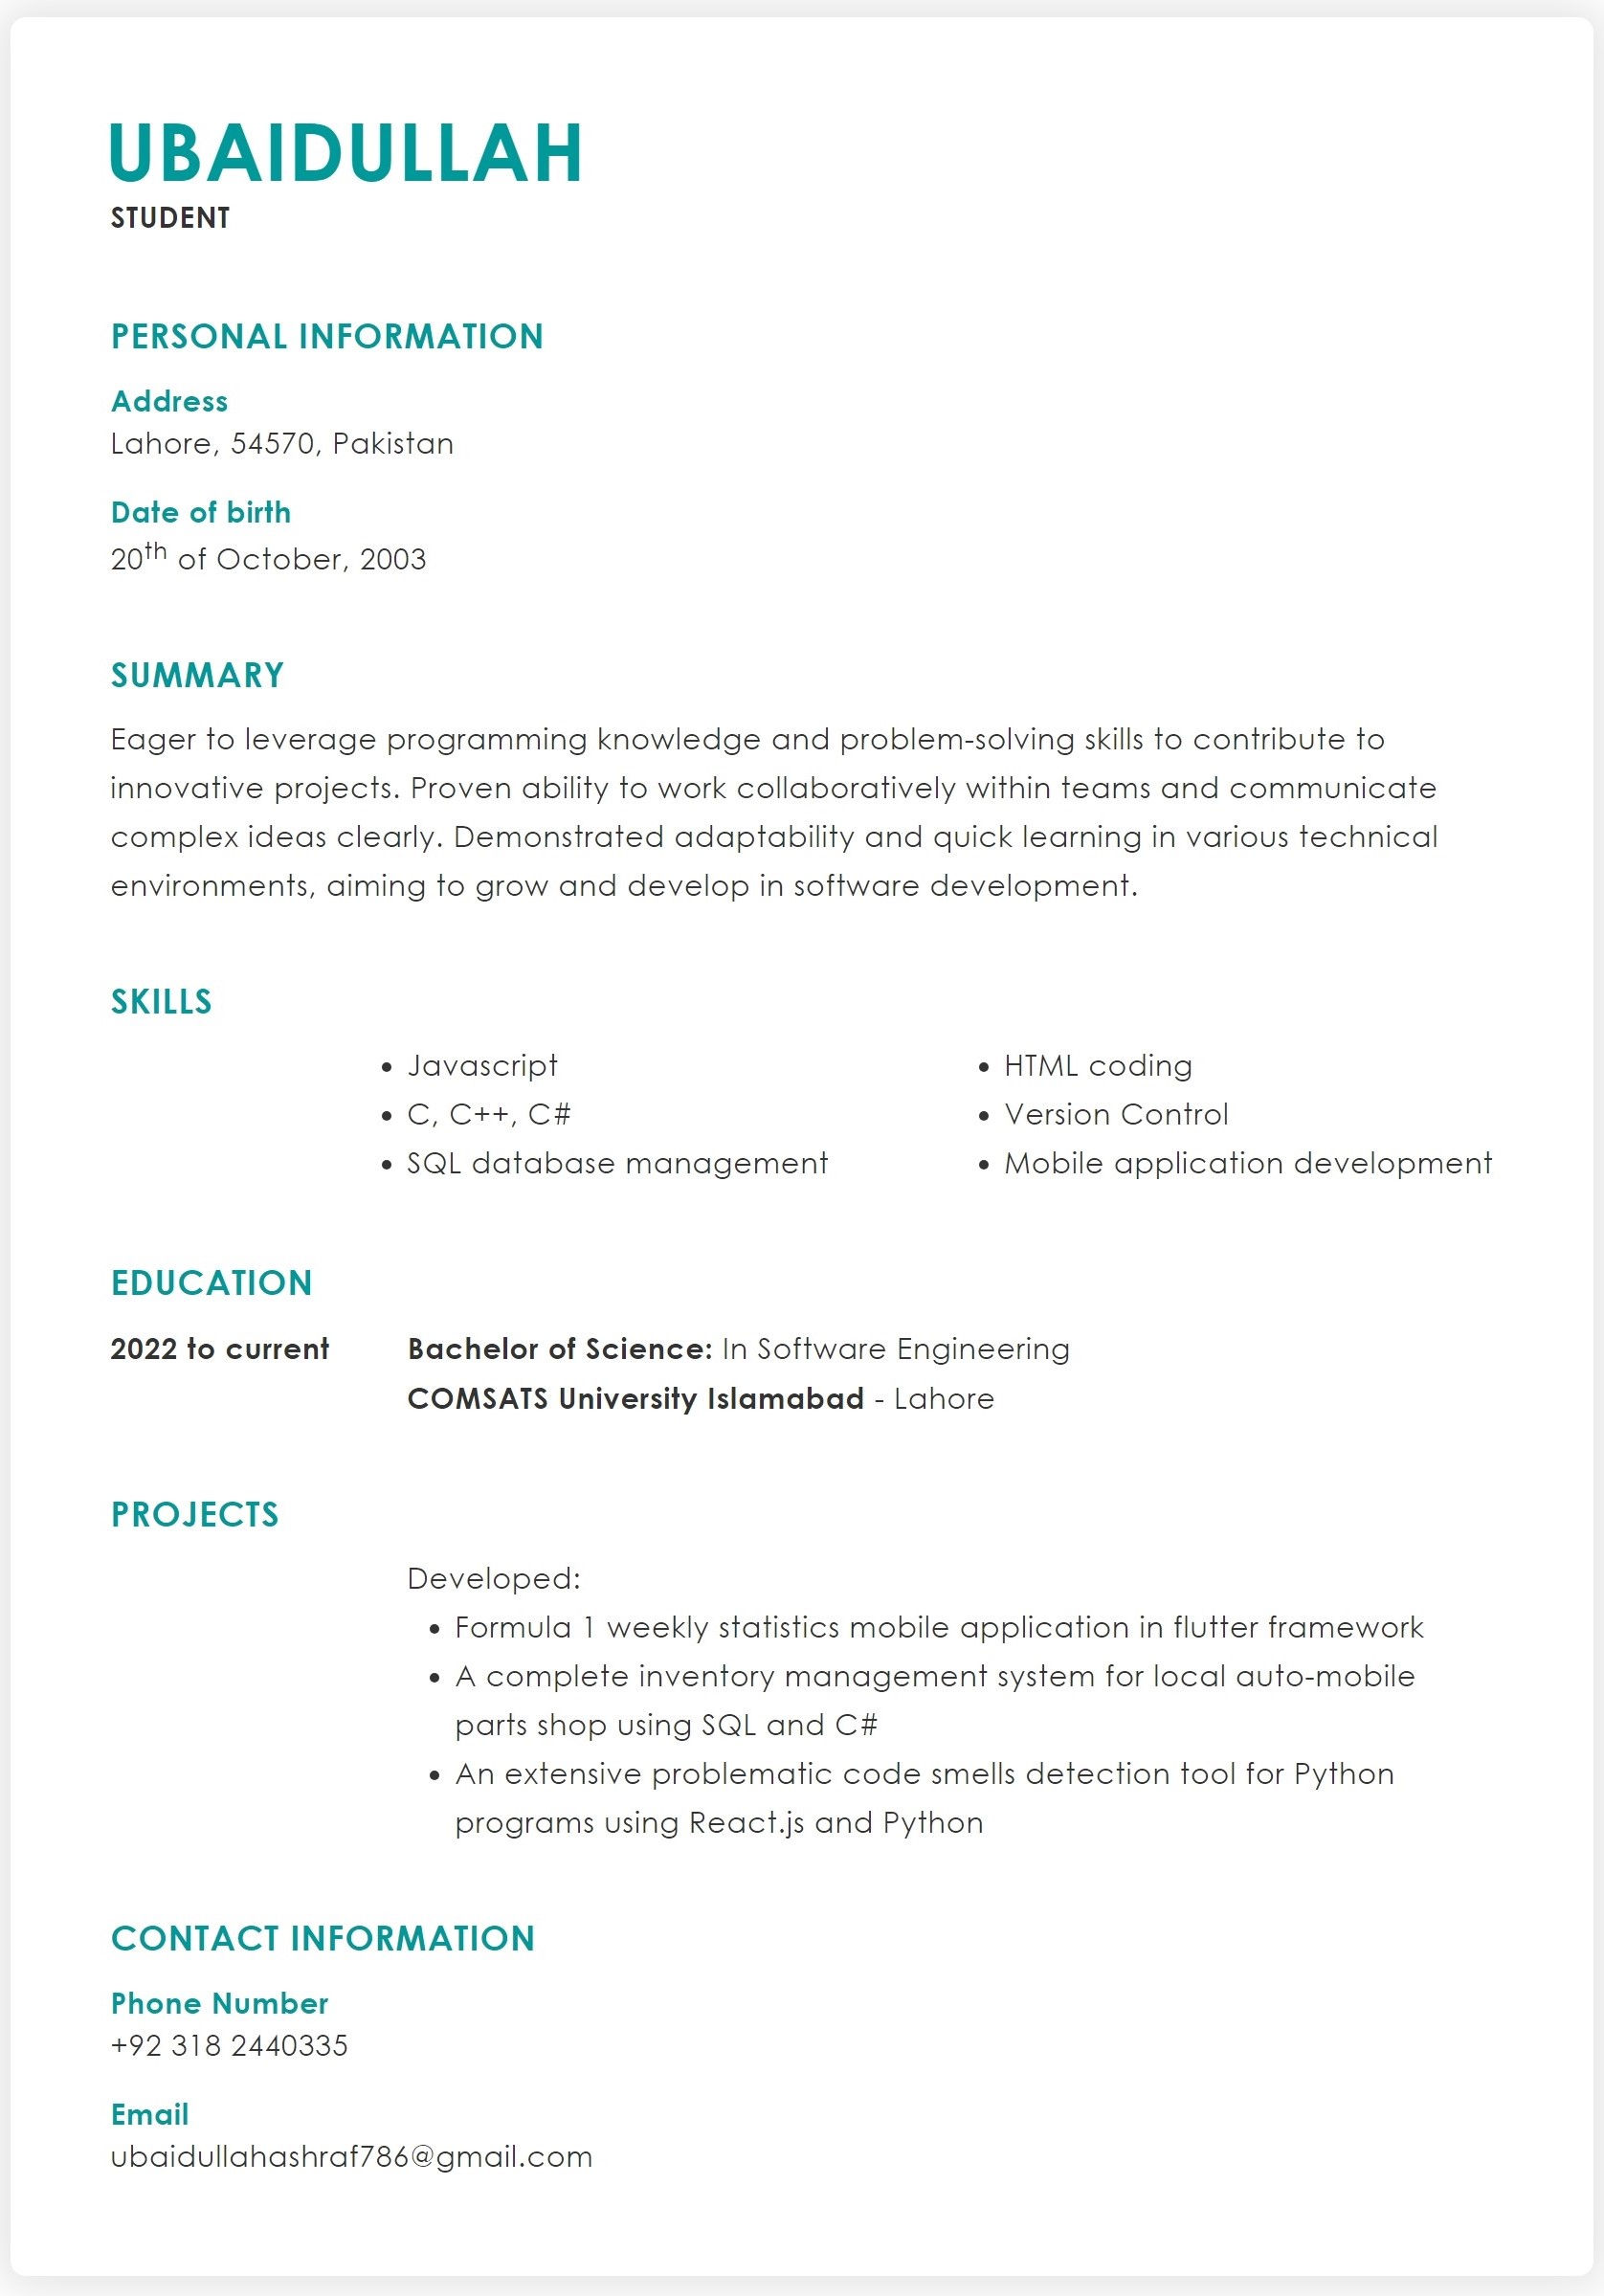 UBAIDULLAH
STUDENT
PERSONAL INFORMATION
Address
Lahore, 54570, Pakistan
Date of birth
20th of October, 2003
SUMMARY
Eager to leverage programming knowledge and problem-solving skills to contribute to
innovative projects. Proven ability to work collaboratively within teams and communicate
complex ideas clearly. Demonstrated adaptability and quick learning in various technical
environments, aiming to grow and develop in software development.
SKILLS
• Javascript
• C, C++, C#
• SQL database management
• HTML coding
• Version Control
• Mobile application development
EDUCATION
2022 to current Bachelor of Science: In Software Engineering
COMSATS University Islamabad - Lahore
PROJECTS
Developed:
• Formula 1 weekly statistics mobile application in flutter framework
• A complete inventory management system for local auto-mobile
parts shop using SQL and C#
• An extensive problematic code smells detection tool for Python
programs using React.js and Python
CONTACT INFORMATION
Phone Number
+92 318 2440335
Email
ubaidullahashraf786@gmail.com